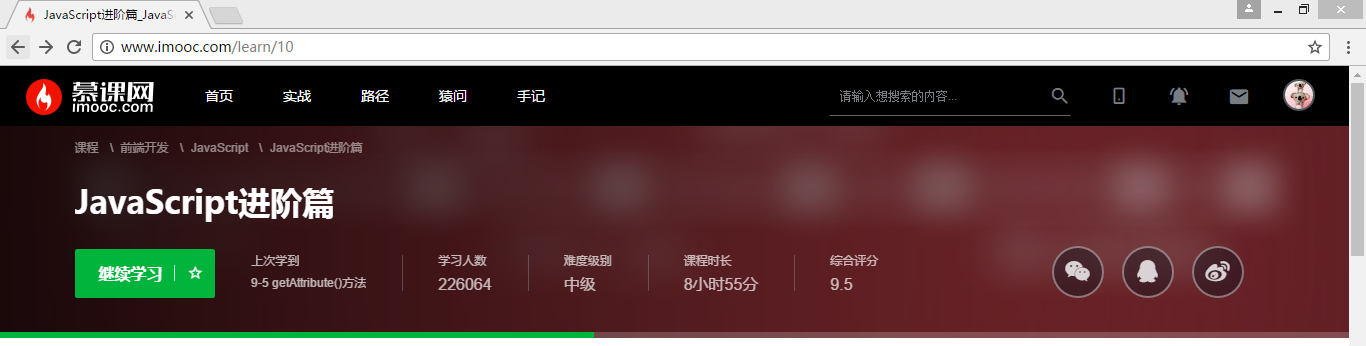 JavaScript进阶篇_JavaS
www.imooc.com/learn/10
慕课网 imooc.com 首页 实战 路径 猿问 手记 请输入想搜索的内容...
课程 \ 前端开发 \ JavaScript \ JavaScript进阶篇
JavaScript进阶篇
继续学习
上次学到 学习人数 难度级别 课程时长 综合评分
9-5 getAttribute()方法 226064 中级 8小时55分 9.5